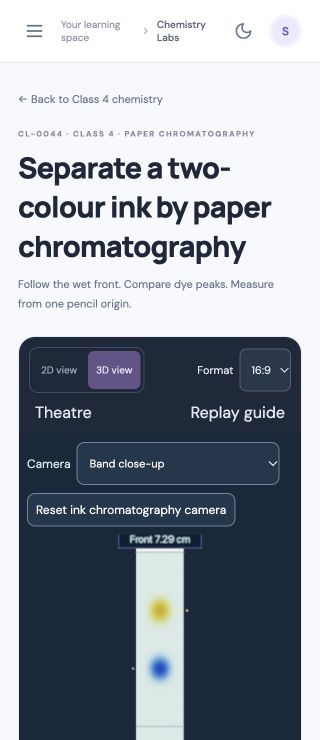 Your learning space
Chemistry Labs
S
← Back to Class 4 chemistry
CL-0044 · CLASS 4 · PAPER CHROMATOGRAPHY
Separate a two-
colour ink by paper
chromatography
Follow the wet front. Compare dye peaks. Measure
from one pencil origin.
2D view
3D view
Format
16:9
Theatre
Replay guide
Camera
Band close-up
Reset ink chromatography camera
Front 7.29 cm